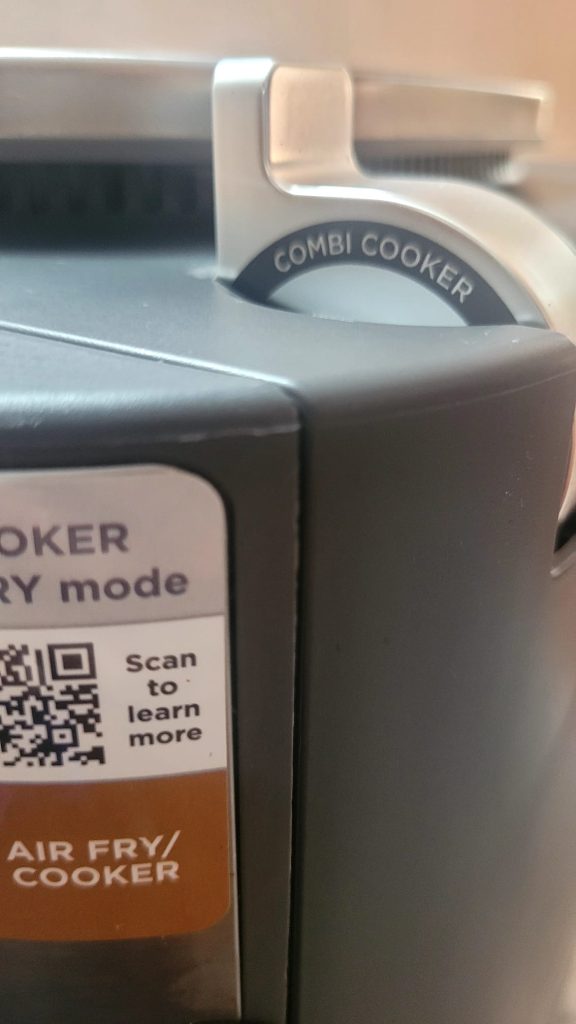 COMBI COOKER
OKER
RY mode
Scan
to
learn
more
AIR FRY/
COOKER